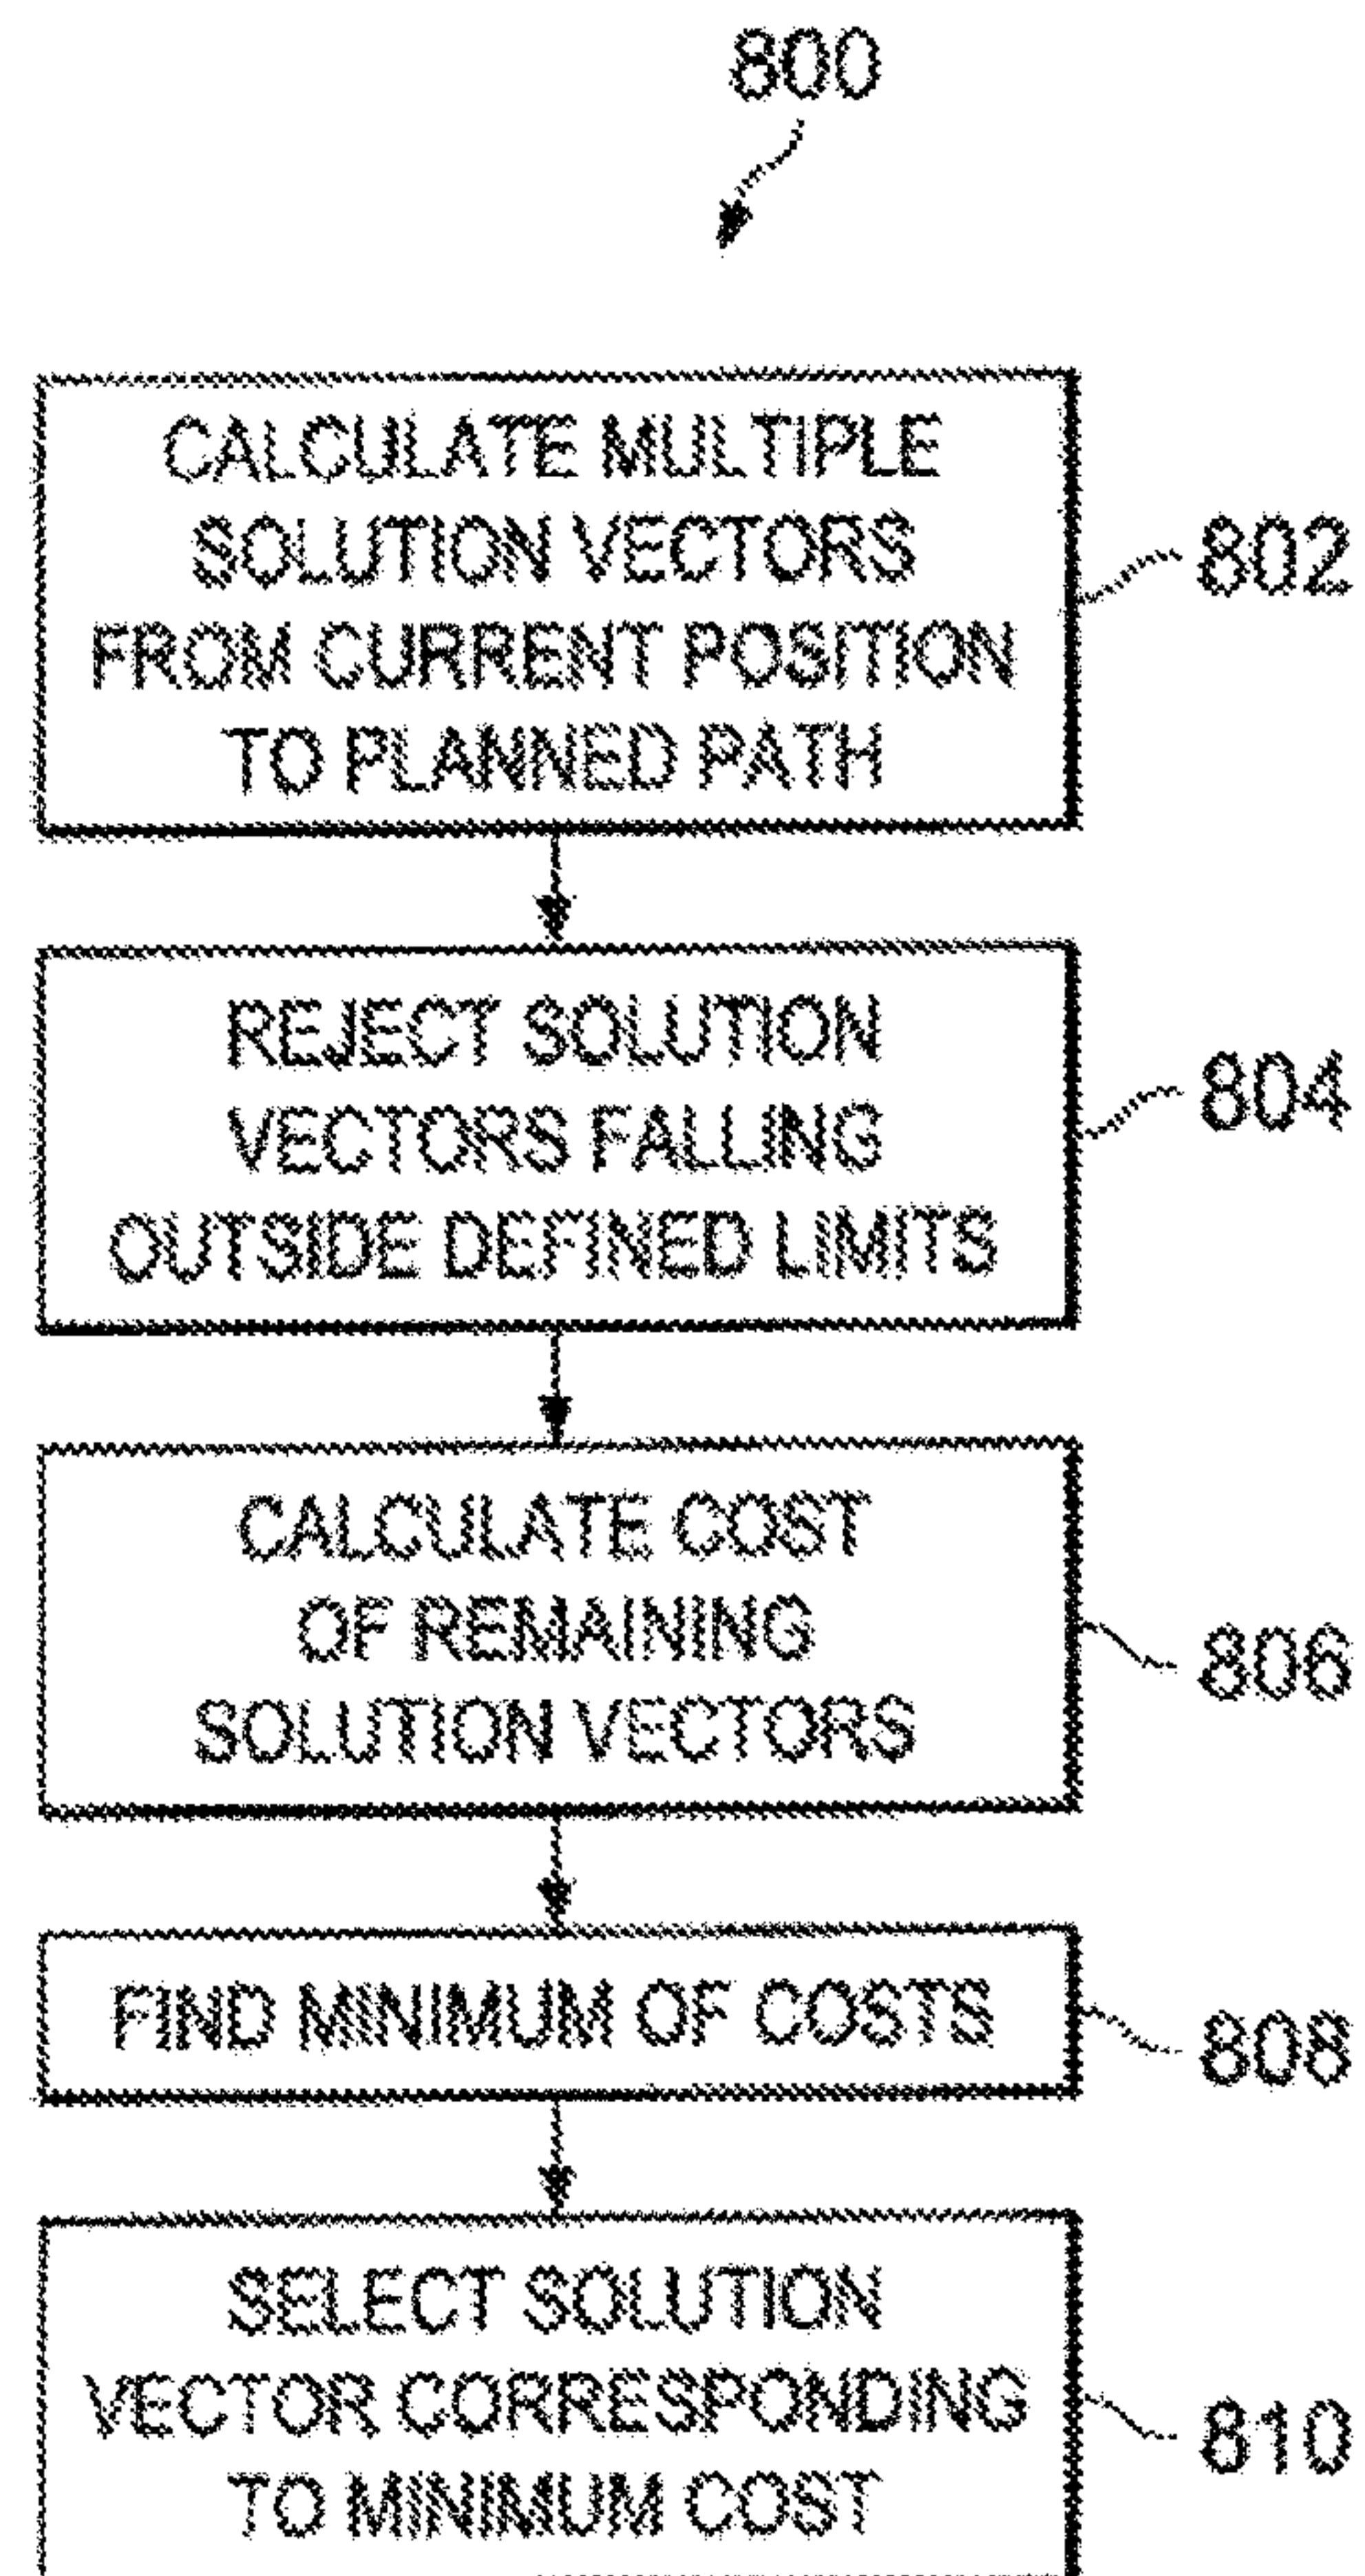 800
CALCULATE MULTIPLE
SOLUTION VECTORS
FROM CURRENT POSITION
TO PLANNED PATH
802
REJECT SOLUTION
VECTORS FALLING
OUTSIDE DEFINED LIMITS
804
CALCULATE COST
OF REMAINING
SOLUTION VECTORS
806
FIND MINIMUM OF COSTS
808
SELECT SOLUTION
VECTOR CORRESPONDING
TO MINIMUM COST
810